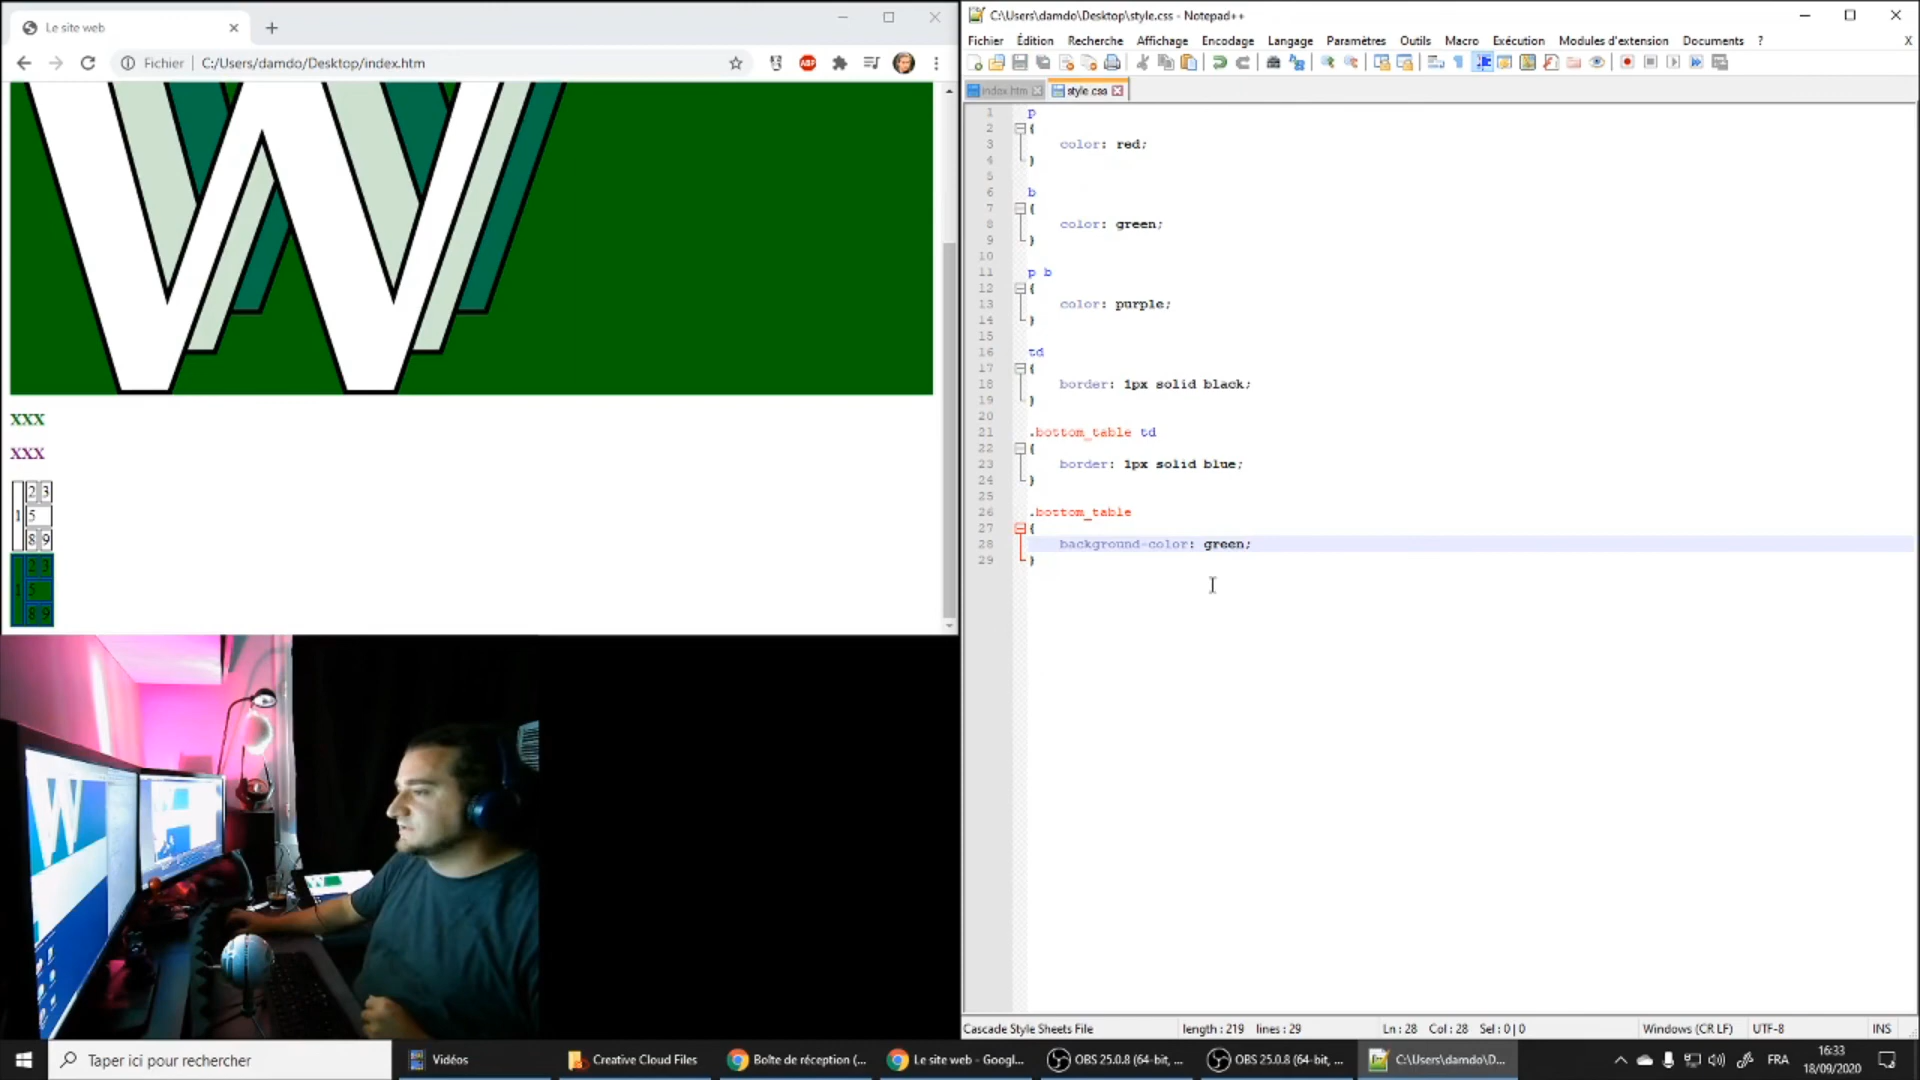 Le site web
Fichier C:/Users/damdo/Desktop/index.htm
ABP
XXX
XXX
1 2 3
5
8 9
1 2 3
5
8 9
C:\Users\damdo\Desktop\style.css - Notepad++
Fichier Édition Recherche Affichage Encodage Langage Paramètres Outils Macro Exécution Modules d'extension Documents ? X
index.htm style.css
1 p
2 {
3 color: red;
4 }
5
6 b
7 {
8 color: green;
9 }
10
11 p b
12 {
13 color: purple;
14 }
15
16 td
17 {
18 border: 1px solid black;
19 }
20
21 .bottom_table td
22 {
23 border: 1px solid blue;
24 }
25
26 .bottom_table
27 {
28 background-color: green;
29 }
Cascade Style Sheets File length : 219 lines : 29 Ln : 28 Col : 28 Sel : 0 | 0 Windows (CR LF) UTF-8 INS
Taper ici pour rechercher Vidéos Creative Cloud Files Boîte de réception (... Le site web - Googl... OBS 25.0.8 (64-bit, ... OBS 25.0.8 (64-bit, ... C:\Users\damdo\D... FRA 16:33
18/09/2020